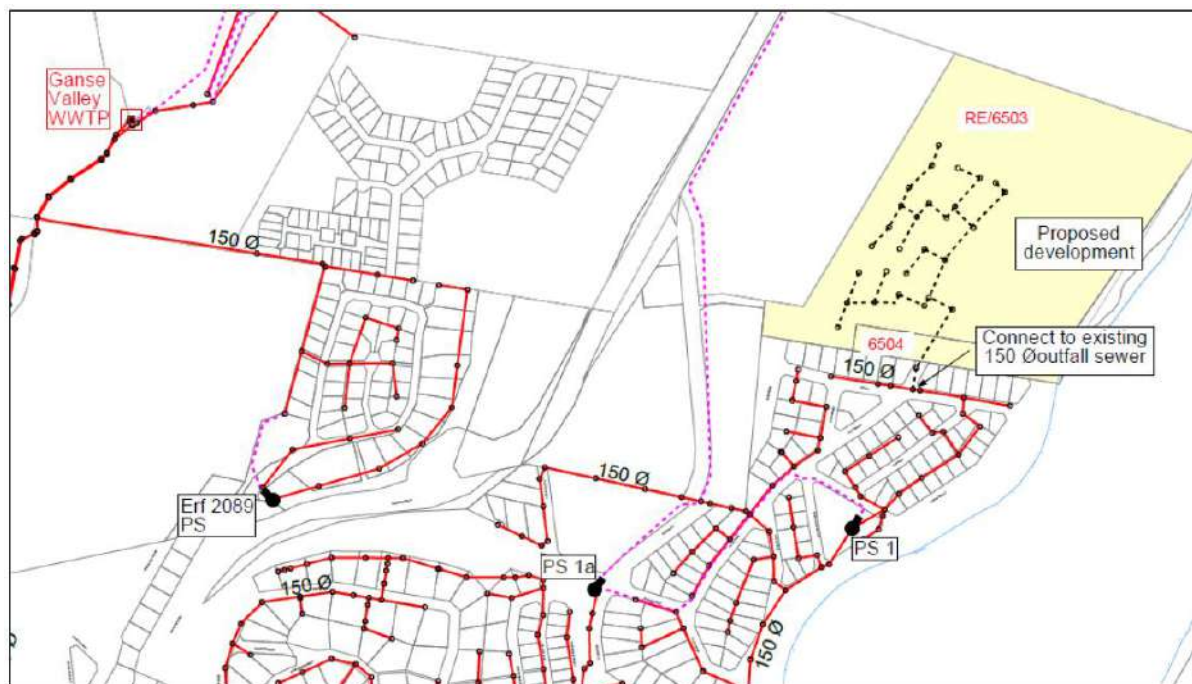 Ganse
Valley
WWTP
RE/6503
150 Ø
Proposed
development
6504
Connect to existing
150 Øoutfall sewer
150 Ø
150 Ø
Erf 2089
PS
PS 1
PS 1a
150 Ø
150 Ø
Ø